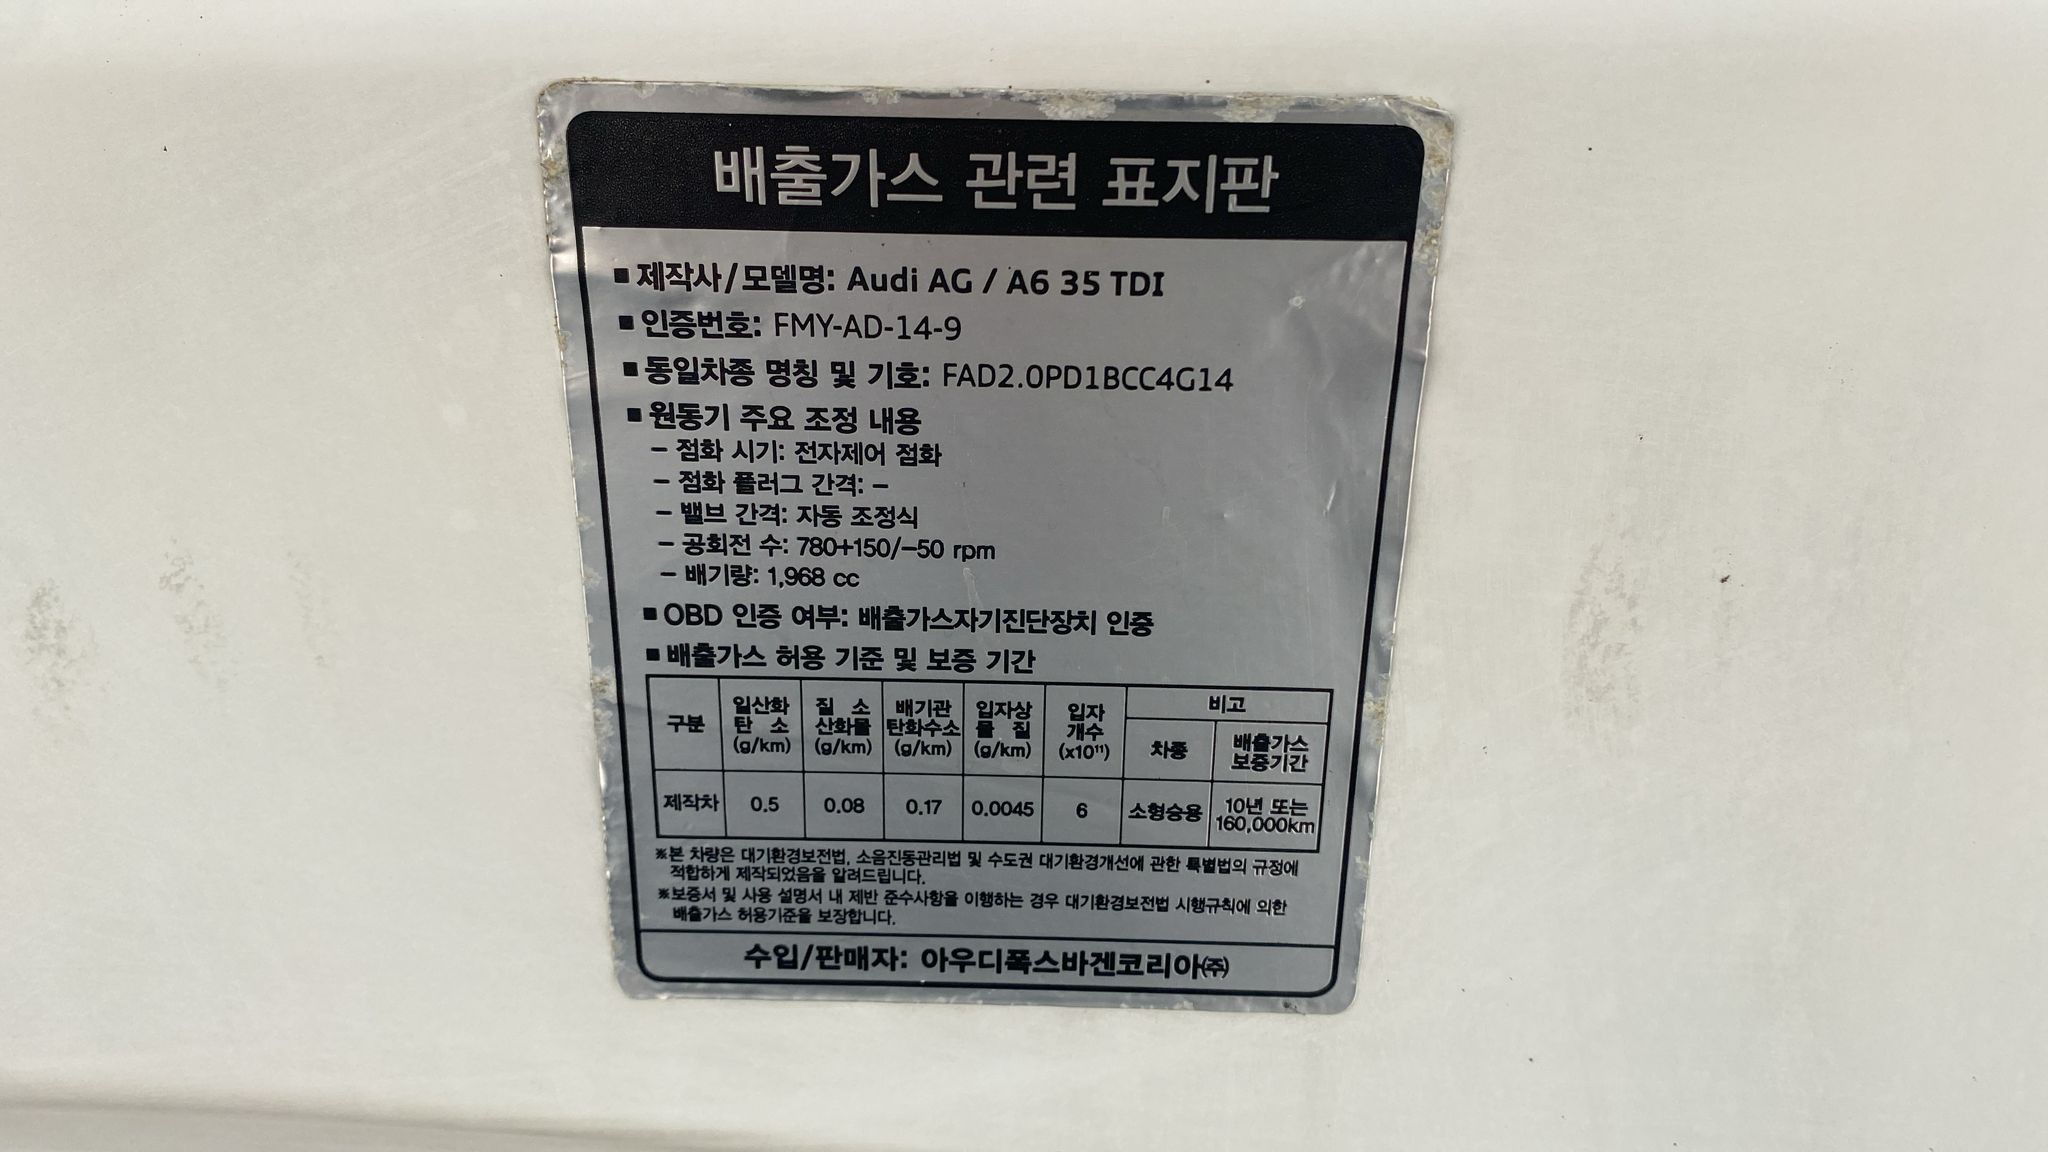 배출가스 관련 표지판
■ 제작사/모델명: Audi AG / A6 35 TDI
■ 인증번호: FMY-AD-14-9
■ 동일차종 명칭 및 기호: FAD2.0PD1BCC4G14
■ 원동기 주요 조정 내용
– 점화 시기: 전자제어 점화
– 점화 플러그 간격: –
– 밸브 간격: 자동 조정식
– 공회전 수: 780+150/–50 rpm
– 배기량: 1,968 cc
■ OBD 인증 여부: 배출가스자기진단장치 인증
■ 배출가스 허용 기준 및 보증 기간
구분 일산화 탄 소 (g/km) 질 소 산화물 (g/km) 배기관 탄화수소 (g/km) 입자상 물 질 (g/km) 입자 개수 (x10¹¹) 비고
차종 배출가스 보증기간
제작차 0.5 0.08 0.17 0.0045 6 소형승용 10년 또는 160,000km
※본 차량은 대기환경보전법, 소음진동관리법 및 수도권 대기환경개선에 관한 특별법의 규정에
적합하게 제작되었음을 알려드립니다.
※보증서 및 사용 설명서 내 제반 준수사항을 이행하는 경우 대기환경보전법 시행규칙에 의한
배출가스 허용기준을 보장합니다.
수입/판매자: 아우디폭스바겐코리아㈜